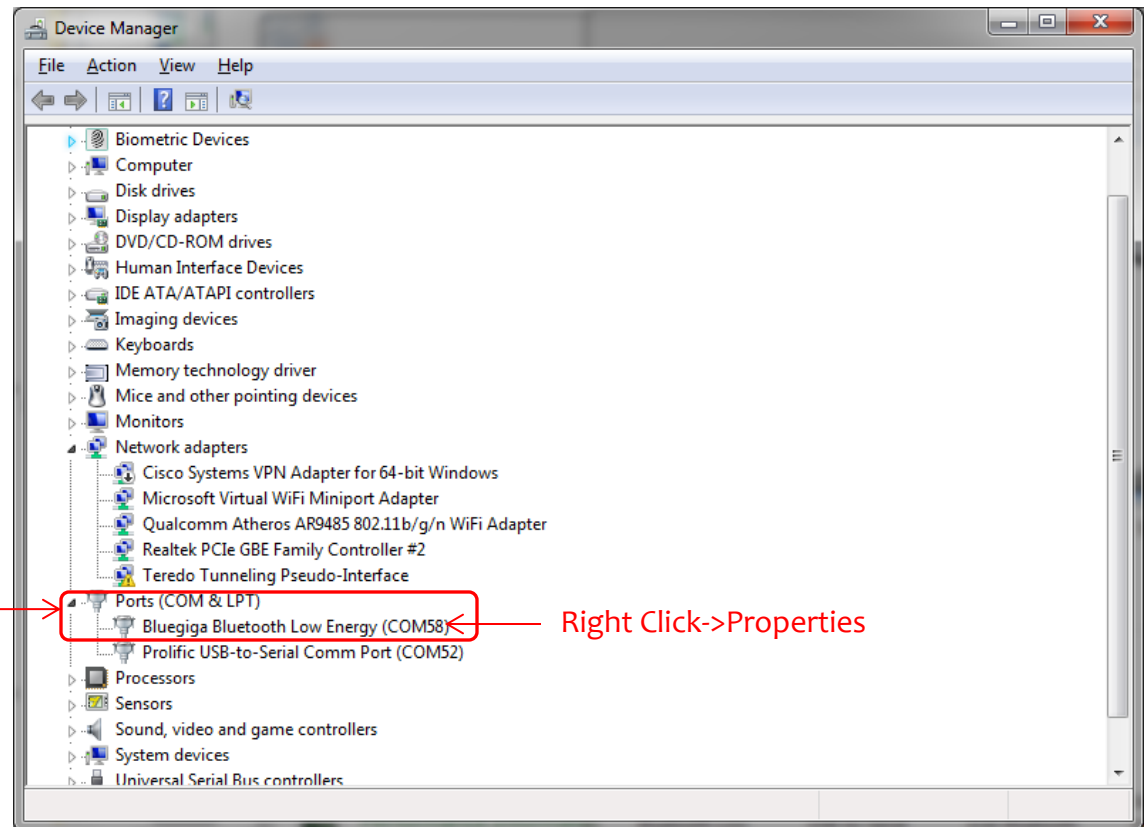 Device Manager
File Action View Help
Biometric Devices
Computer
Disk drives
Display adapters
DVD/CD-ROM drives
Human Interface Devices
IDE ATA/ATAPI controllers
Imaging devices
Keyboards
Memory technology driver
Mice and other pointing devices
Monitors
Network adapters
Cisco Systems VPN Adapter for 64-bit Windows
Microsoft Virtual WiFi Miniport Adapter
Qualcomm Atheros AR9485 802.11b/g/n WiFi Adapter
Realtek PCIe GBE Family Controller #2
Teredo Tunneling Pseudo-Interface
Ports (COM & LPT)
Bluegiga Bluetooth Low Energy (COM58) Right Click->Properties
Prolific USB-to-Serial Comm Port (COM52)
Processors
Sensors
Sound, video and game controllers
System devices
Universal Serial Bus controllers